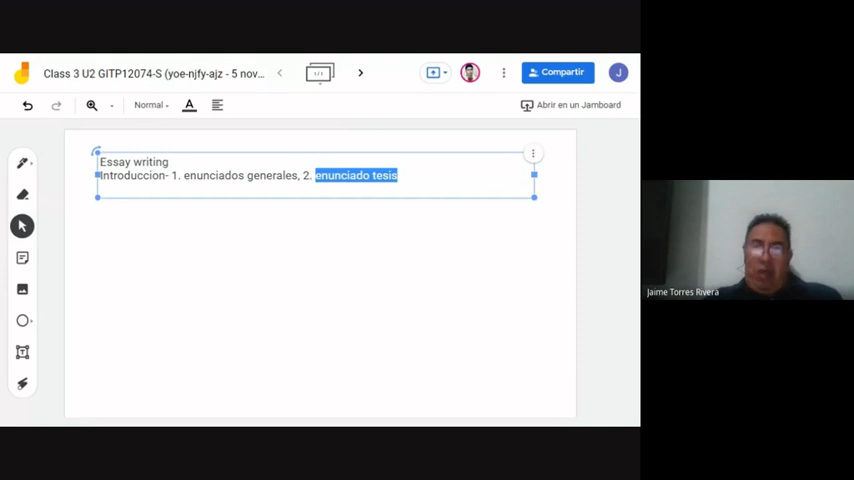 Class 3 U2 GITP12074-S (yoe-njfy-ajz - 5 nov...
1/1
Compartir
J
Normal
A
Abrir en un Jamboard
Essay writing
Introduccion- 1. enunciados generales, 2. enunciado tesis
T
Jaime Torres Rivera